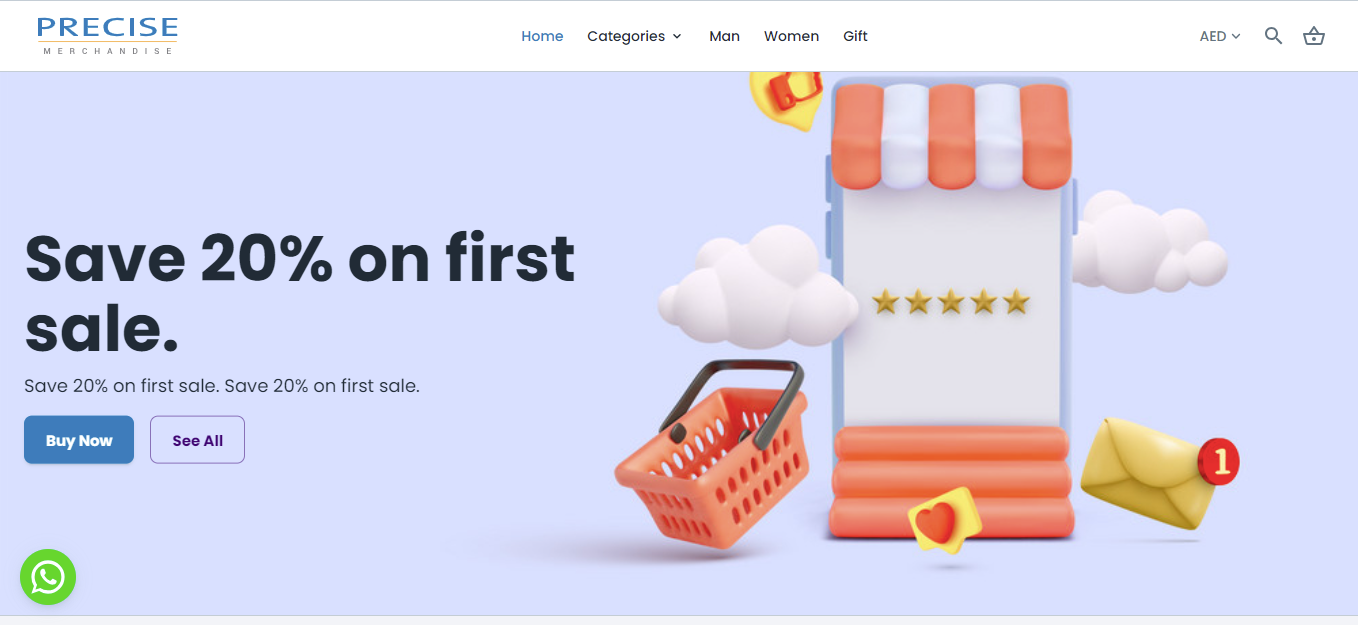 PRECISE
MERCHANDISE
Home Categories Man Women Gift
AED
Save 20% on first
sale.
Save 20% on first sale. Save 20% on first sale.
Buy Now See All
1